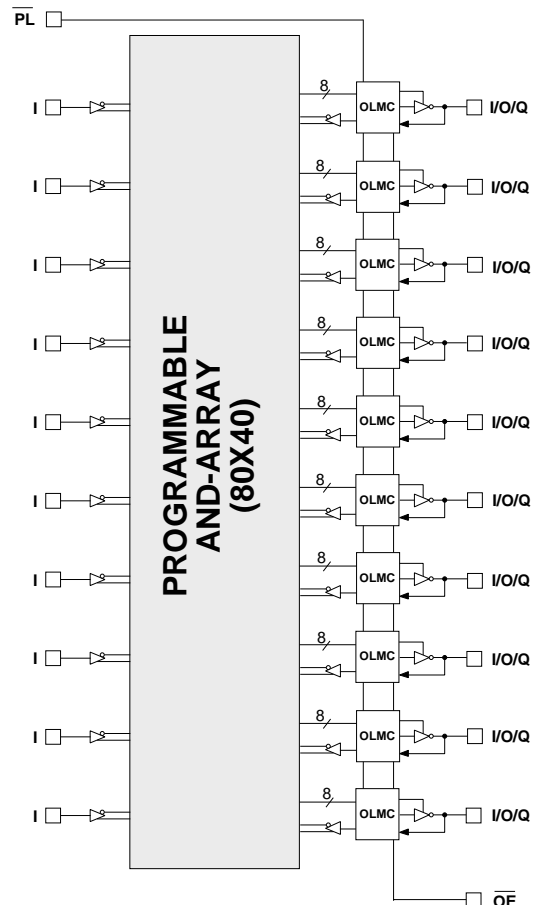 PL
8
I OLMC I/O/Q
8
I OLMC I/O/Q
8
I OLMC I/O/Q
8
I OLMC I/O/Q
8
I OLMC I/O/Q
8
I OLMC I/O/Q
8
I OLMC I/O/Q
8
I OLMC I/O/Q
8
I OLMC I/O/Q
8
I OLMC I/O/Q
PROGRAMMABLE
AND-ARRAY
(80X40)
OE